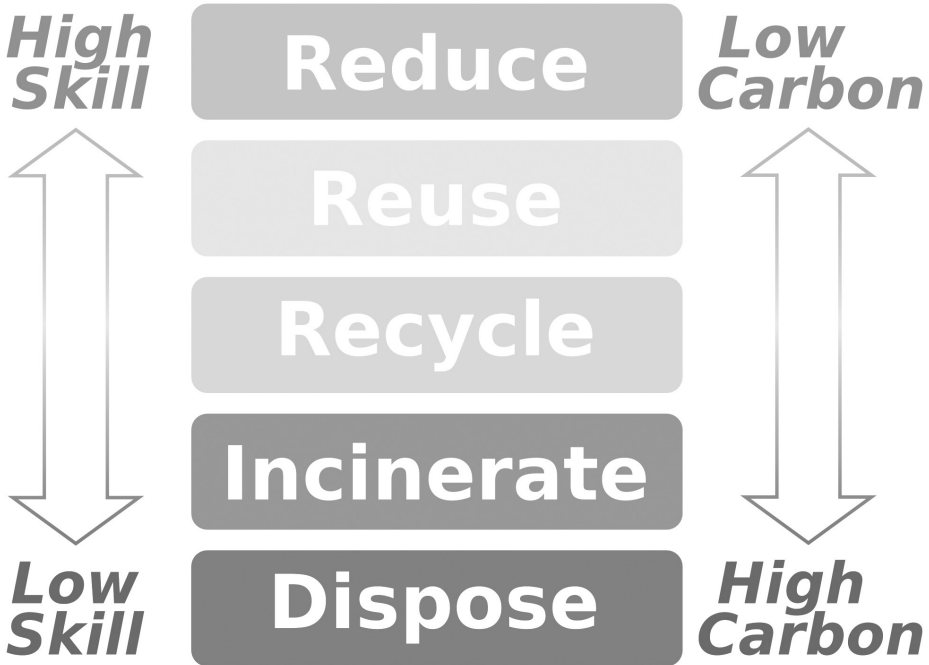 High
Skill
Reduce
Low
Carbon
Reuse
Recycle
Incinerate
Low
Skill
Dispose
High
Carbon